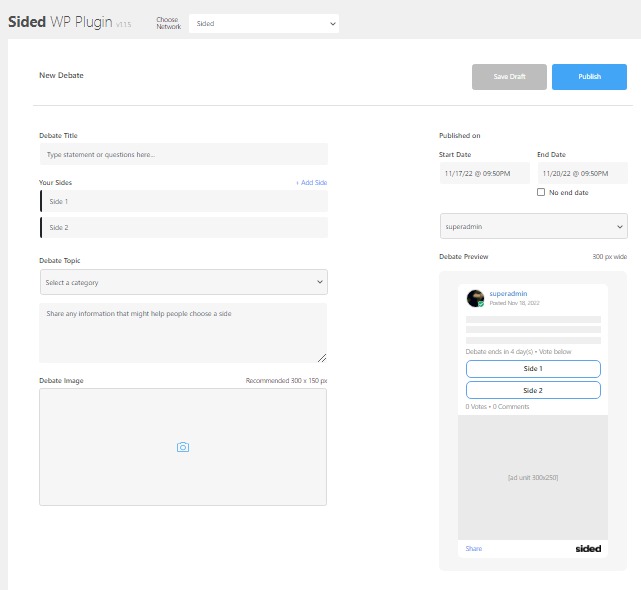 Sided WP Plugin v1.1.5
Choose Network
Sided
New Debate
Save Draft
Publish
Debate Title
Type statement or questions here...
Your Sides
+ Add Side
Side 1
Side 2
Debate Topic
Select a category
Share any information that might help people choose a side
Debate Image
Recommended 300 x 150 px
Published on
Start Date
End Date
11/17/22 @ 09:50PM
11/20/22 @ 09:50PM
No end date
superadmin
Debate Preview
300 px wide
superadmin
Posted Nov 18, 2022
Debate ends in 4 day(s) • Vote below
Side 1
Side 2
0 Votes • 0 Comments
[ad unit 300x250]
Share
sided